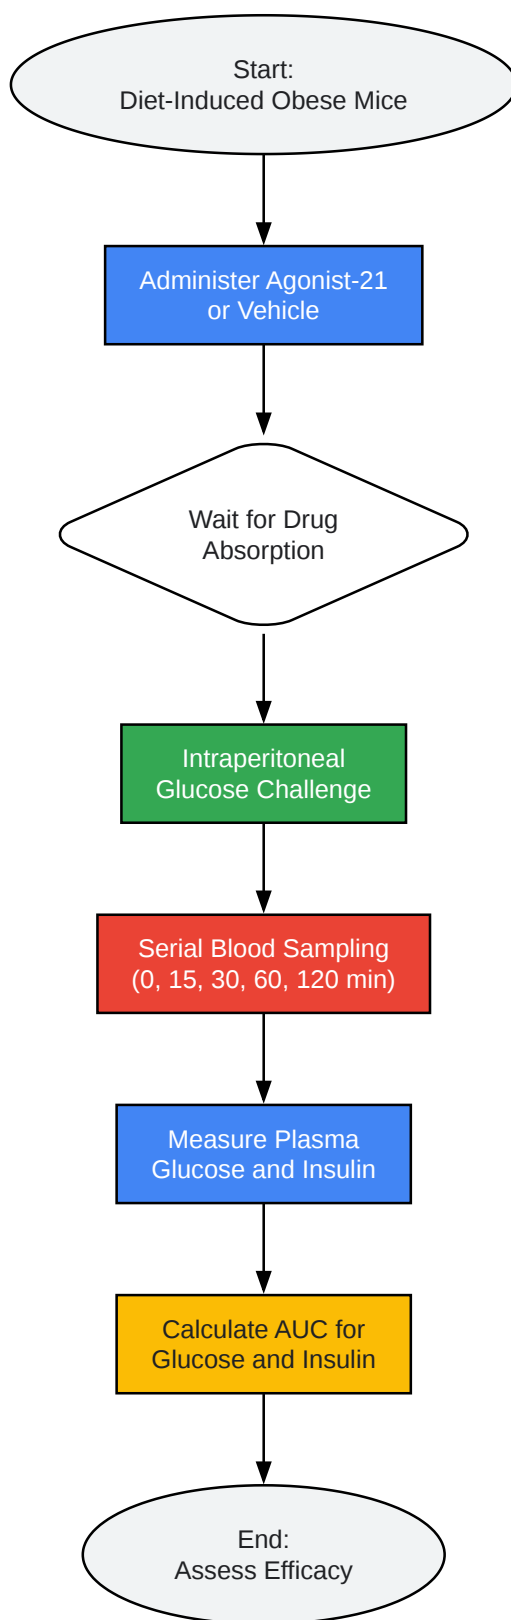 Start:
Diet-Induced Obese Mice
Administer Agonist-21
or Vehicle
Wait for Drug
Absorption
Intraperitoneal
Glucose Challenge
Serial Blood Sampling
(0, 15, 30, 60, 120 min)
Measure Plasma
Glucose and Insulin
Calculate AUC for
Glucose and Insulin
End:
Assess Efficacy